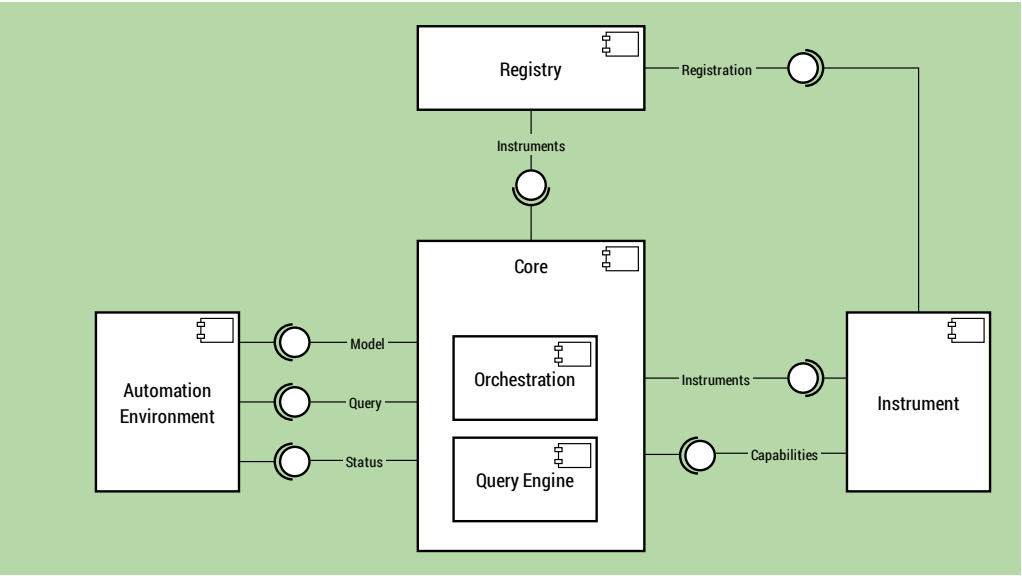 Registry
Registration
Instruments
Core
Model
Orchestration
Instruments
Automation
Environment
Query
Instrument
Status
Query Engine
Capabilities